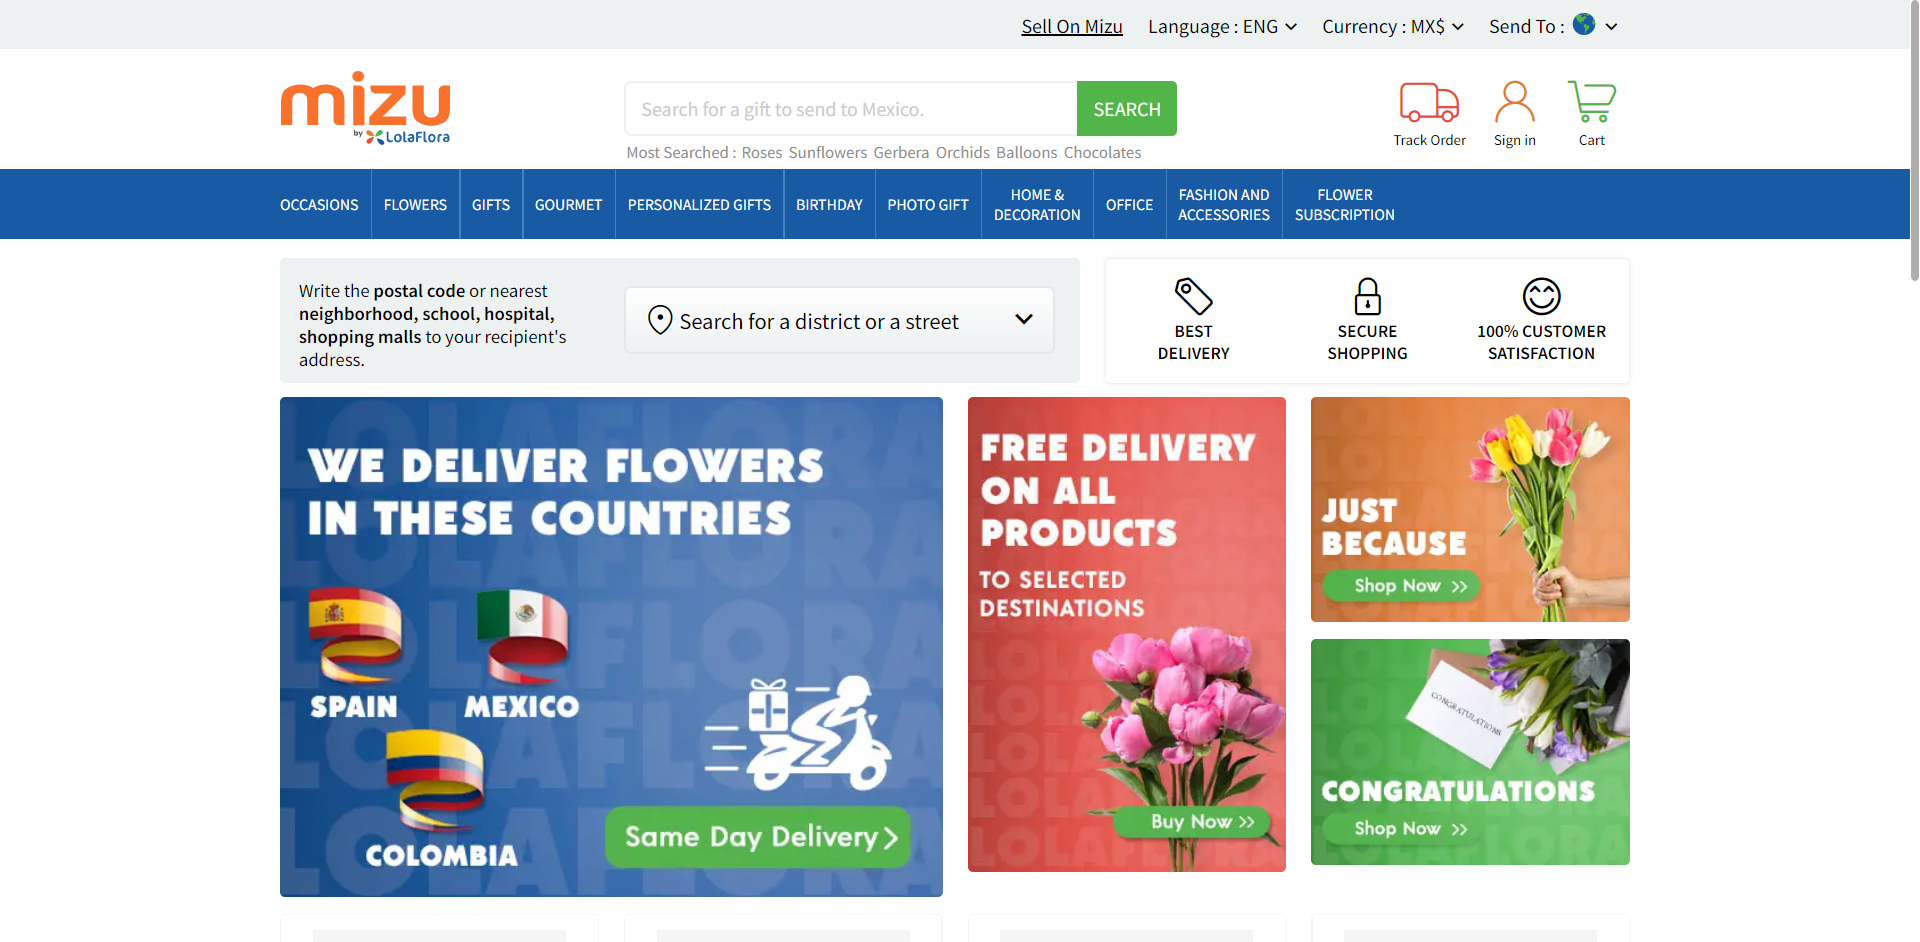 Sell On Mizu Language : ENG Currency : MX$ Send To :
mizu
by LolaFlora
Search for a gift to send to Mexico. SEARCH
Most Searched : Roses Sunflowers Gerbera Orchids Balloons Chocolates
Track Order Sign in Cart
OCCASIONS FLOWERS GIFTS GOURMET PERSONALIZED GIFTS BIRTHDAY PHOTO GIFT HOME & DECORATION OFFICE FASHION AND ACCESSORIES FLOWER SUBSCRIPTION
Write the postal code or nearest
neighborhood, school, hospital,
shopping malls to your recipient's
address.
Search for a district or a street
BEST
DELIVERY
SECURE
SHOPPING
100% CUSTOMER
SATISFACTION
WE DELIVER FLOWERS
IN THESE COUNTRIES
SPAIN MEXICO
COLOMBIA
Same Day Delivery
FREE DELIVERY
ON ALL
PRODUCTS
TO SELECTED
DESTINATIONS
Buy Now >>
JUST
BECAUSE
Shop Now >>
CONGRATULATIONS
CONGRATULATIONS
Shop Now >>